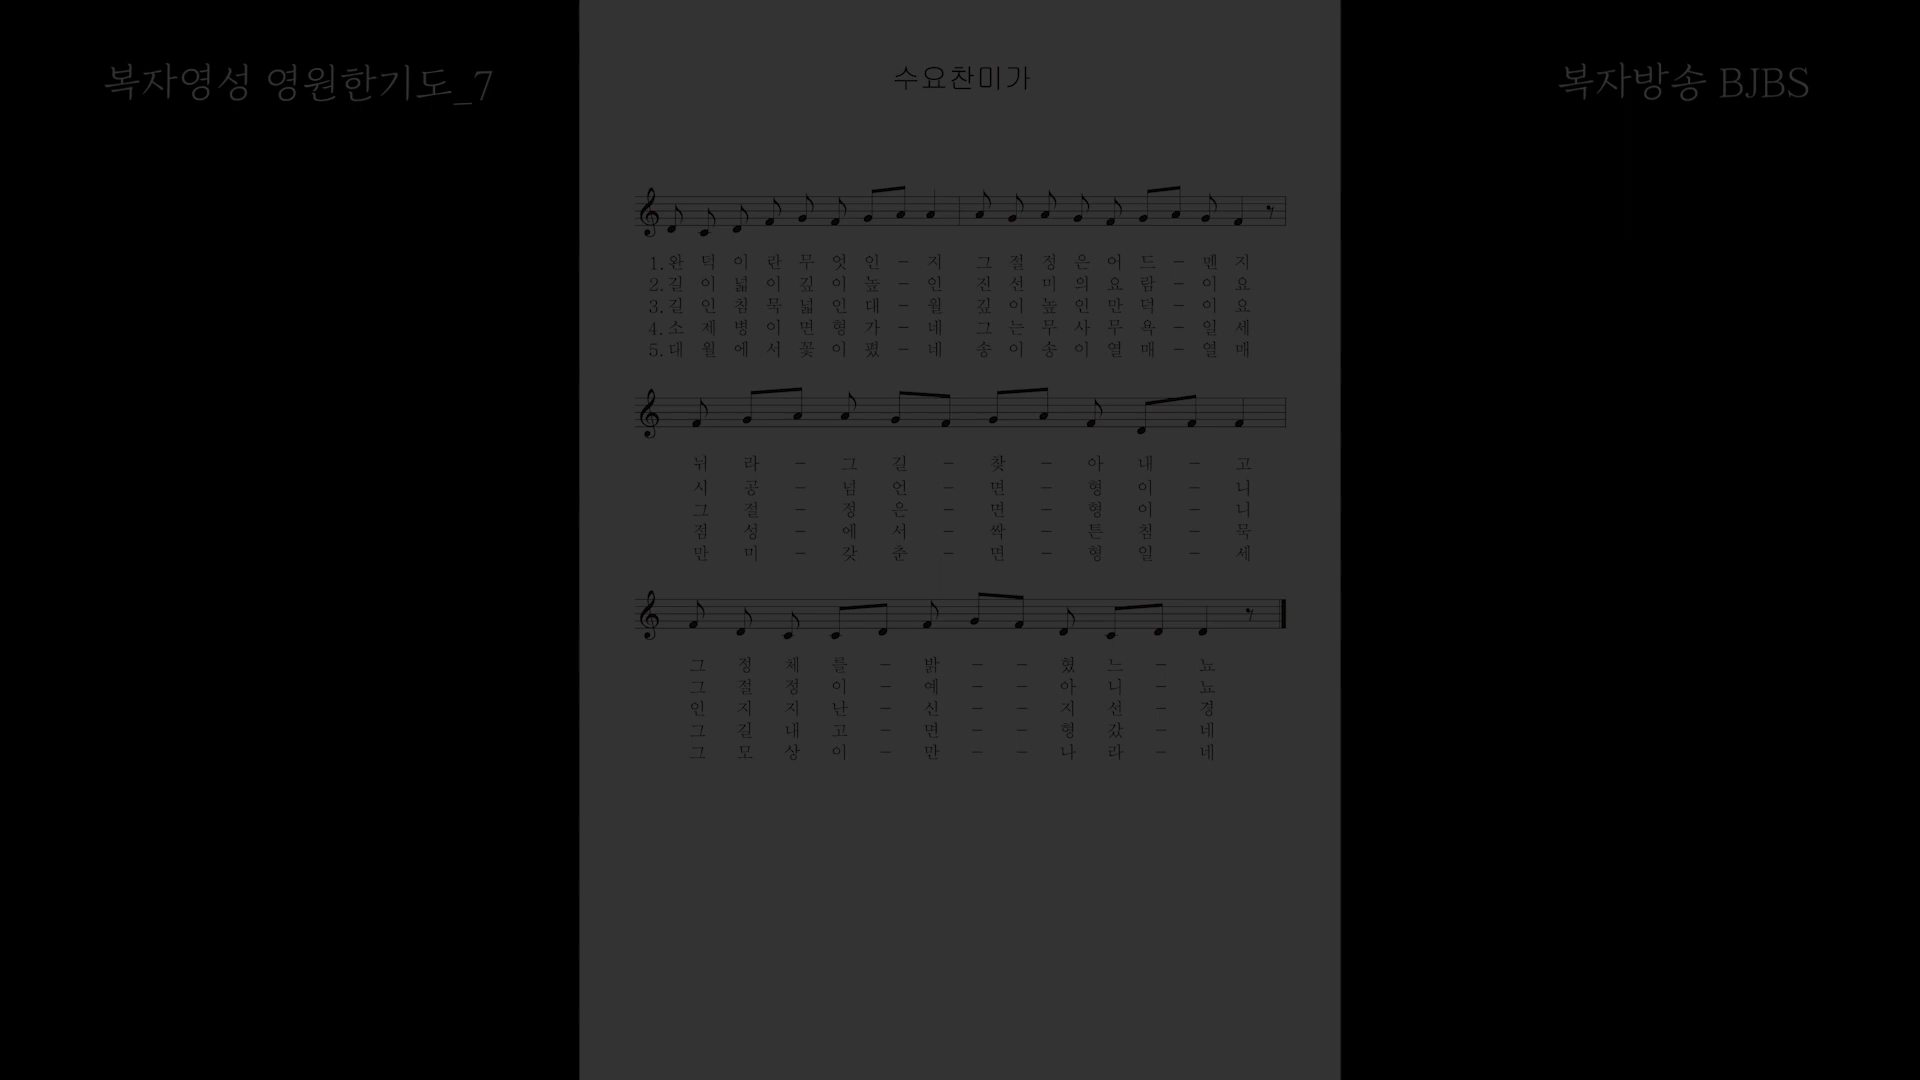 복자영성 영원한기도_7
수요찬미가
복자방송 BJBS
1. 완 덕 이 란 무 엇 인 - 지 그 절 정 은 어 드 - 멘 지
2. 길 이 넓 이 깊 이 높 - 인 진 선 미 의 요 람 - 이 요
3. 길 인 침 묵 넓 인 대 - 월 깊 이 높 인 만 덕 - 이 요
4. 소 제 병 이 면 형 가 - 네 그 는 무 사 무 욕 - 일 세
5. 대 월 에 서 꽃 이 폈 - 네 송 이 송 이 열 매 - 열 매
뉘 라 - 그 길 - 찾 - 아 내 - 고
시 공 - 넘 언 - 면 - 형 이 - 니
그 절 - 정 은 - 면 - 형 이 - 니
점 성 - 에 서 - 싹 - 튼 침 - 묵
만 미 - 갖 춘 - 면 - 형 일 - 세
그 정 체 를 - 밝 - - 혔 느 - 뇨
그 절 정 이 - 예 - - 아 니 - 뇨
인 지 지 난 - 신 - - 지 선 - 경
그 길 내 고 - 면 - - 형 갔 - 네
그 모 상 이 - 만 - - 나 라 - 네